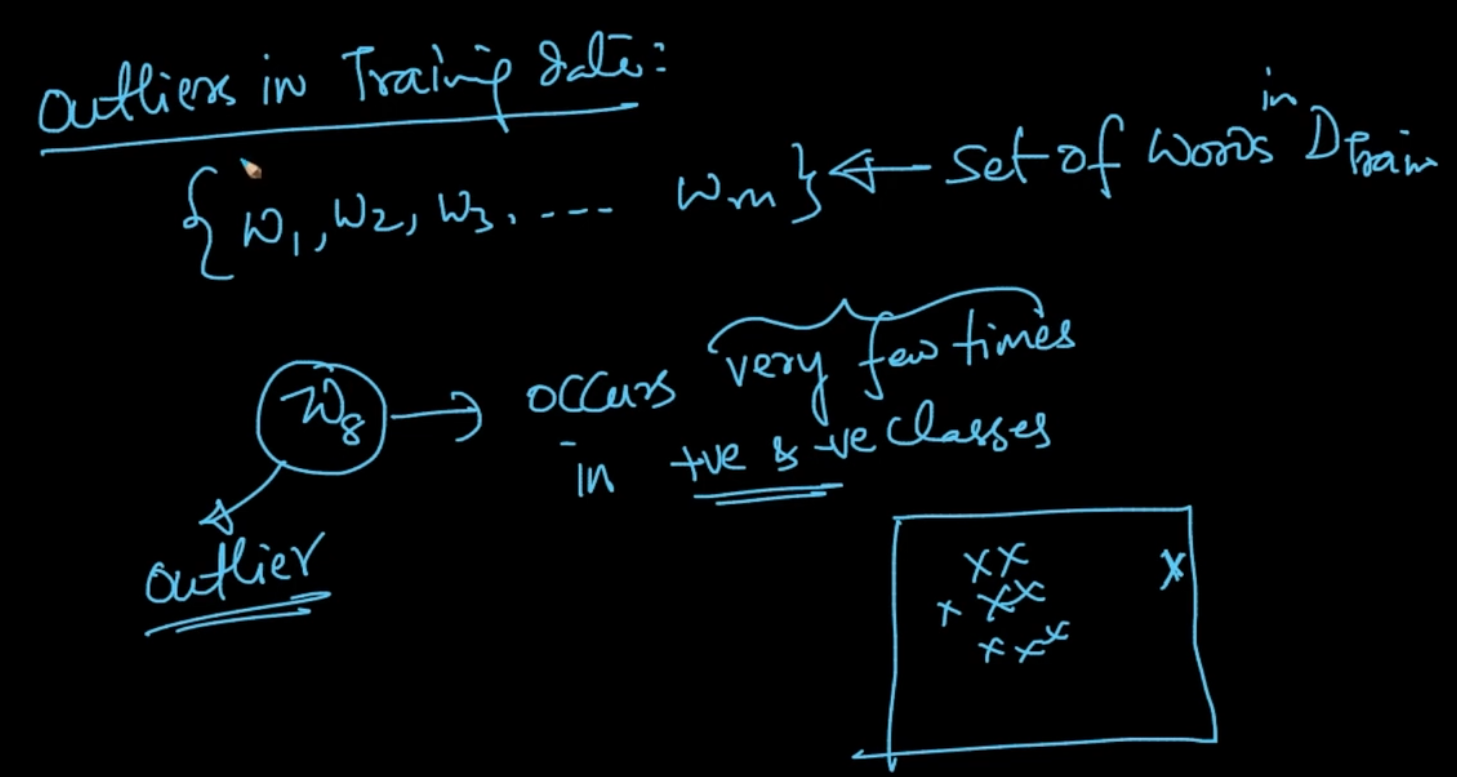 Outliers in Training data:
{ w1, w2, w3, ---- wm } ← set of words in Dtrain
w8 → occurs very few times
in +ve & -ve classes
outlier